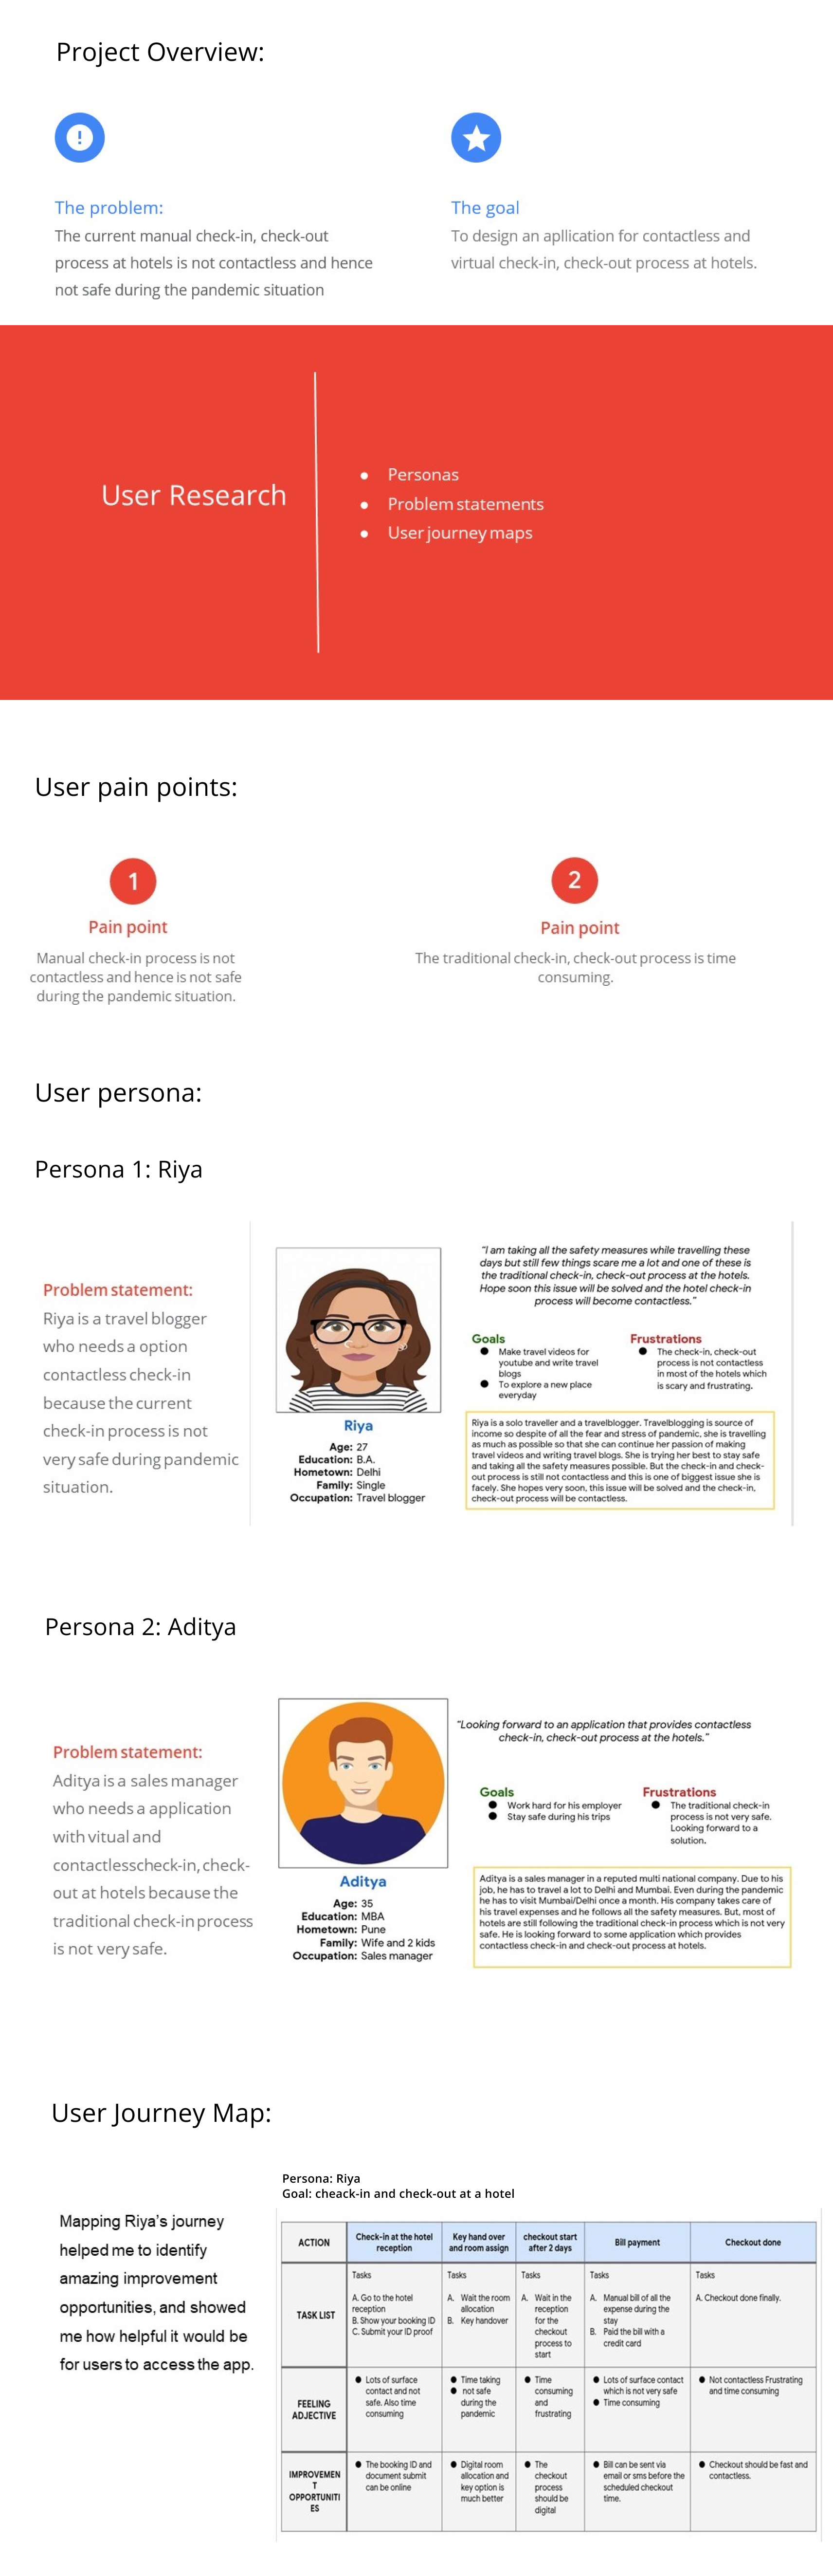 Project Overview:
The problem:
The current manual check-in, check-out
process at hotels is not contactless and hence
not safe during the pandemic situation
The goal
To design an apllication for contactless and
virtual check-in, check-out process at hotels.
User Research
● Personas
● Problem statements
● User journey maps
User pain points:
1
Pain point
Manual check-in process is not
contactless and hence is not safe
during the pandemic situation.
2
Pain point
The traditional check-in, check-out process is time
consuming.
User persona:
Persona 1: Riya
Problem statement:
Riya is a travel blogger
who needs a option
contactless check-in
because the current
check-in process is not
very safe during pandemic
situation.
Riya
Age: 27
Education: B.A.
Hometown: Delhi
Family: Single
Occupation: Travel blogger
"I am taking all the safety measures while travelling these
days but still few things scare me a lot and one of these is
the traditional check-in, check-out process at the hotels.
Hope soon this issue will be solved and the hotel check-in
process will become contactless."
Goals
● Make travel videos for
youtube and write travel
blogs
● To explore a new place
everyday
Frustrations
● The check-in, check-out
process is not contactless
in most of the hotels which
is scary and frustrating.
Riya is a solo traveller and a travelblogger. Travelblogging is source of
income so despite of all the fear and stress of pandemic, she is travelling
as much as possible so that she can continue her passion of making
travel videos and writing travel blogs. She is trying her best to stay safe
and taking all the safety measures possible. But the check-in and check-
out process is still not contactless and this is one of biggest issue she is
facely. She hopes very soon, this issue will be solved and the check-in,
check-out process will be contactless.
Persona 2: Aditya
Problem statement:
Aditya is a sales manager
who needs a application
with vitual and
contactlesscheck-in, check-
out at hotels because the
traditional check-in process
is not very safe.
Aditya
Age: 35
Education: MBA
Hometown: Pune
Family: Wife and 2 kids
Occupation: Sales manager
"Looking forward to an application that provides contactless
check-in, check-out process at the hotels."
Goals
● Work hard for his employer
● Stay safe during his trips
Frustrations
● The traditional check-in
process is not very safe.
Looking forward to a
solution.
Aditya is a sales manager in a reputed multi national company. Due to his
job, he has to travel a lot to Delhi and Mumbai. Even during the pandemic
he has to visit Mumbai/Delhi once a month. His company takes care of
his travel expenses and he follows all the safety measures. But, most of
hotels are still following the traditional check-in process which is not very
safe. He is looking forward to some application which provides
contactless check-in and check-out process at hotels.
User Journey Map:
Mapping Riya's journey
helped me to identify
amazing improvement
opportunities, and showed
me how helpful it would be
for users to access the app.
Persona: Riya
Goal: cheack-in and check-out at a hotel
ACTION
Check-in at the hotel
reception
Key hand over
and room assign
checkout start
after 2 days
Bill payment
Checkout done
TASK LIST
Tasks
A. Go to the hotel
reception
B. Show your booking ID
C. Submit your ID proof
Tasks
A. Wait the room
allocation
B. Key handover
Tasks
A. Wait in the
reception
for the
checkout
process to
start
Tasks
A. Manual bill of all the
expense during the
stay
B. Paid the bill with a
credit card
Tasks
A. Checkout done finally.
FEELING
ADJECTIVE
● Lots of surface
contact and not
safe. Also time
consuming
● Time taking
● not safe
during the
pandemic
● Time
consuming
and
frustrating
● Lots of surface contact
which is not very safe
● Time consuming
● Not contactless Frustrating
and time consuming
IMPROVEMEN
T
OPPORTUNITI
ES
● The booking ID and
document submit
can be online
● Digital room
allocation and
key option is
much better
● The
checkout
process
should be
digital
● Bill can be sent via
email or sms before the
scheduled checkout
time.
● Checkout should be fast and
contactless.